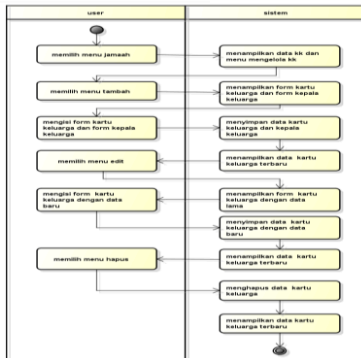 user
sistem
memilih menu jamaah
menampilkan data kk dan
menu mengelola kk
memilih menu tambah
menampilkan form kartu
keluarga dan form kepala
keluarga
mengisi form kartu
keluarga dan form kepala
keluarga
menyimpan data kartu
keluarga dan kepala
keluarga
memilih menu edit
menampilkan data kartu
keluarga terbaru
mengisi form kartu
keluarga dengan data
baru
menampilkan form kartu
keluarga dengan data
lama
menyimpan data kartu
keluarga dengan data
baru
memilih menu hapus
menampilkan data kartu
keluarga terbaru
menghapus data kartu
keluarga
menampilkan data kartu
keluarga terbaru